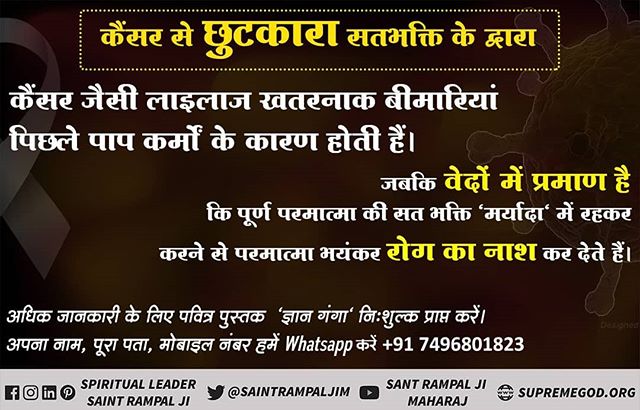 कैंसर से छुटकारा सतभक्ति के द्वारा
कैंसर जैसी लाइलाज खतरनाक बीमारियां
पिछले पाप कर्मों के कारण होती हैं।
जबकि वेदों में प्रमाण है
कि पूर्ण परमात्मा की सत भक्ति ‘मर्यादा‘ में रहकर
करने से परमात्मा भयंकर रोग का नाश कर देते हैं।
अधिक जानकारी के लिए पवित्र पुस्तक ‘ज्ञान गंगा‘ निःशुल्क प्राप्त करें।
अपना नाम, पूरा पता, मोबाइल नंबर हमें Whatsapp करें +91 7496801823
SPIRITUAL LEADER
SAINT RAMPAL JI
@SAINTRAMPALJIM
SANT RAMPAL JI
MAHARAJ
SUPREMEGOD.ORG
Designed